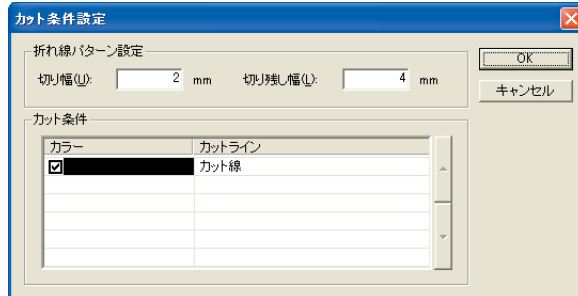 カット条件設定
折れ線パターン設定
切り幅(U): 2 mm 切り残し幅(L): 4 mm
OK
キャンセル
カット条件
カラー カットライン
カット線